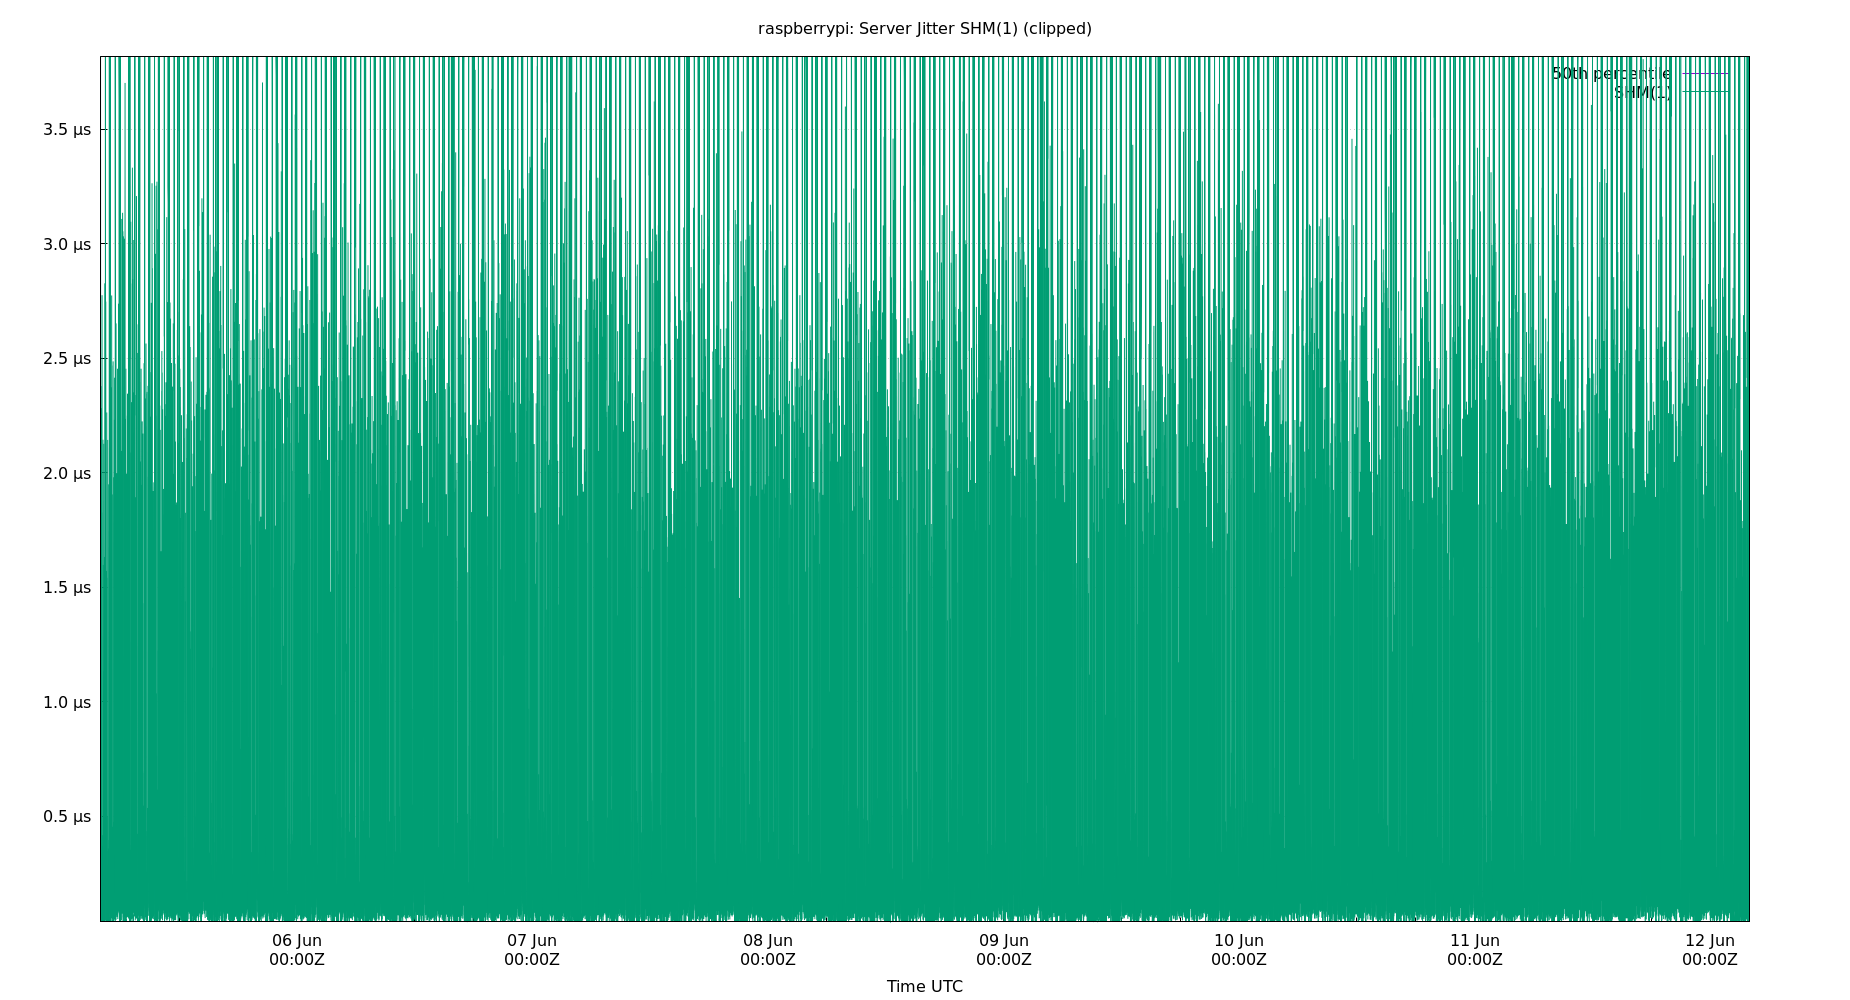 raspberrypi: Server Jitter SHM(1) (clipped)
50th percentile
SHM(1)
3.5 µs
3.0 µs
2.5 µs
2.0 µs
1.5 µs
1.0 µs
0.5 µs
06 Jun 07 Jun 08 Jun 09 Jun 10 Jun 11 Jun 12 Jun
00:00Z 00:00Z 00:00Z 00:00Z 00:00Z 00:00Z 00:00Z
Time UTC